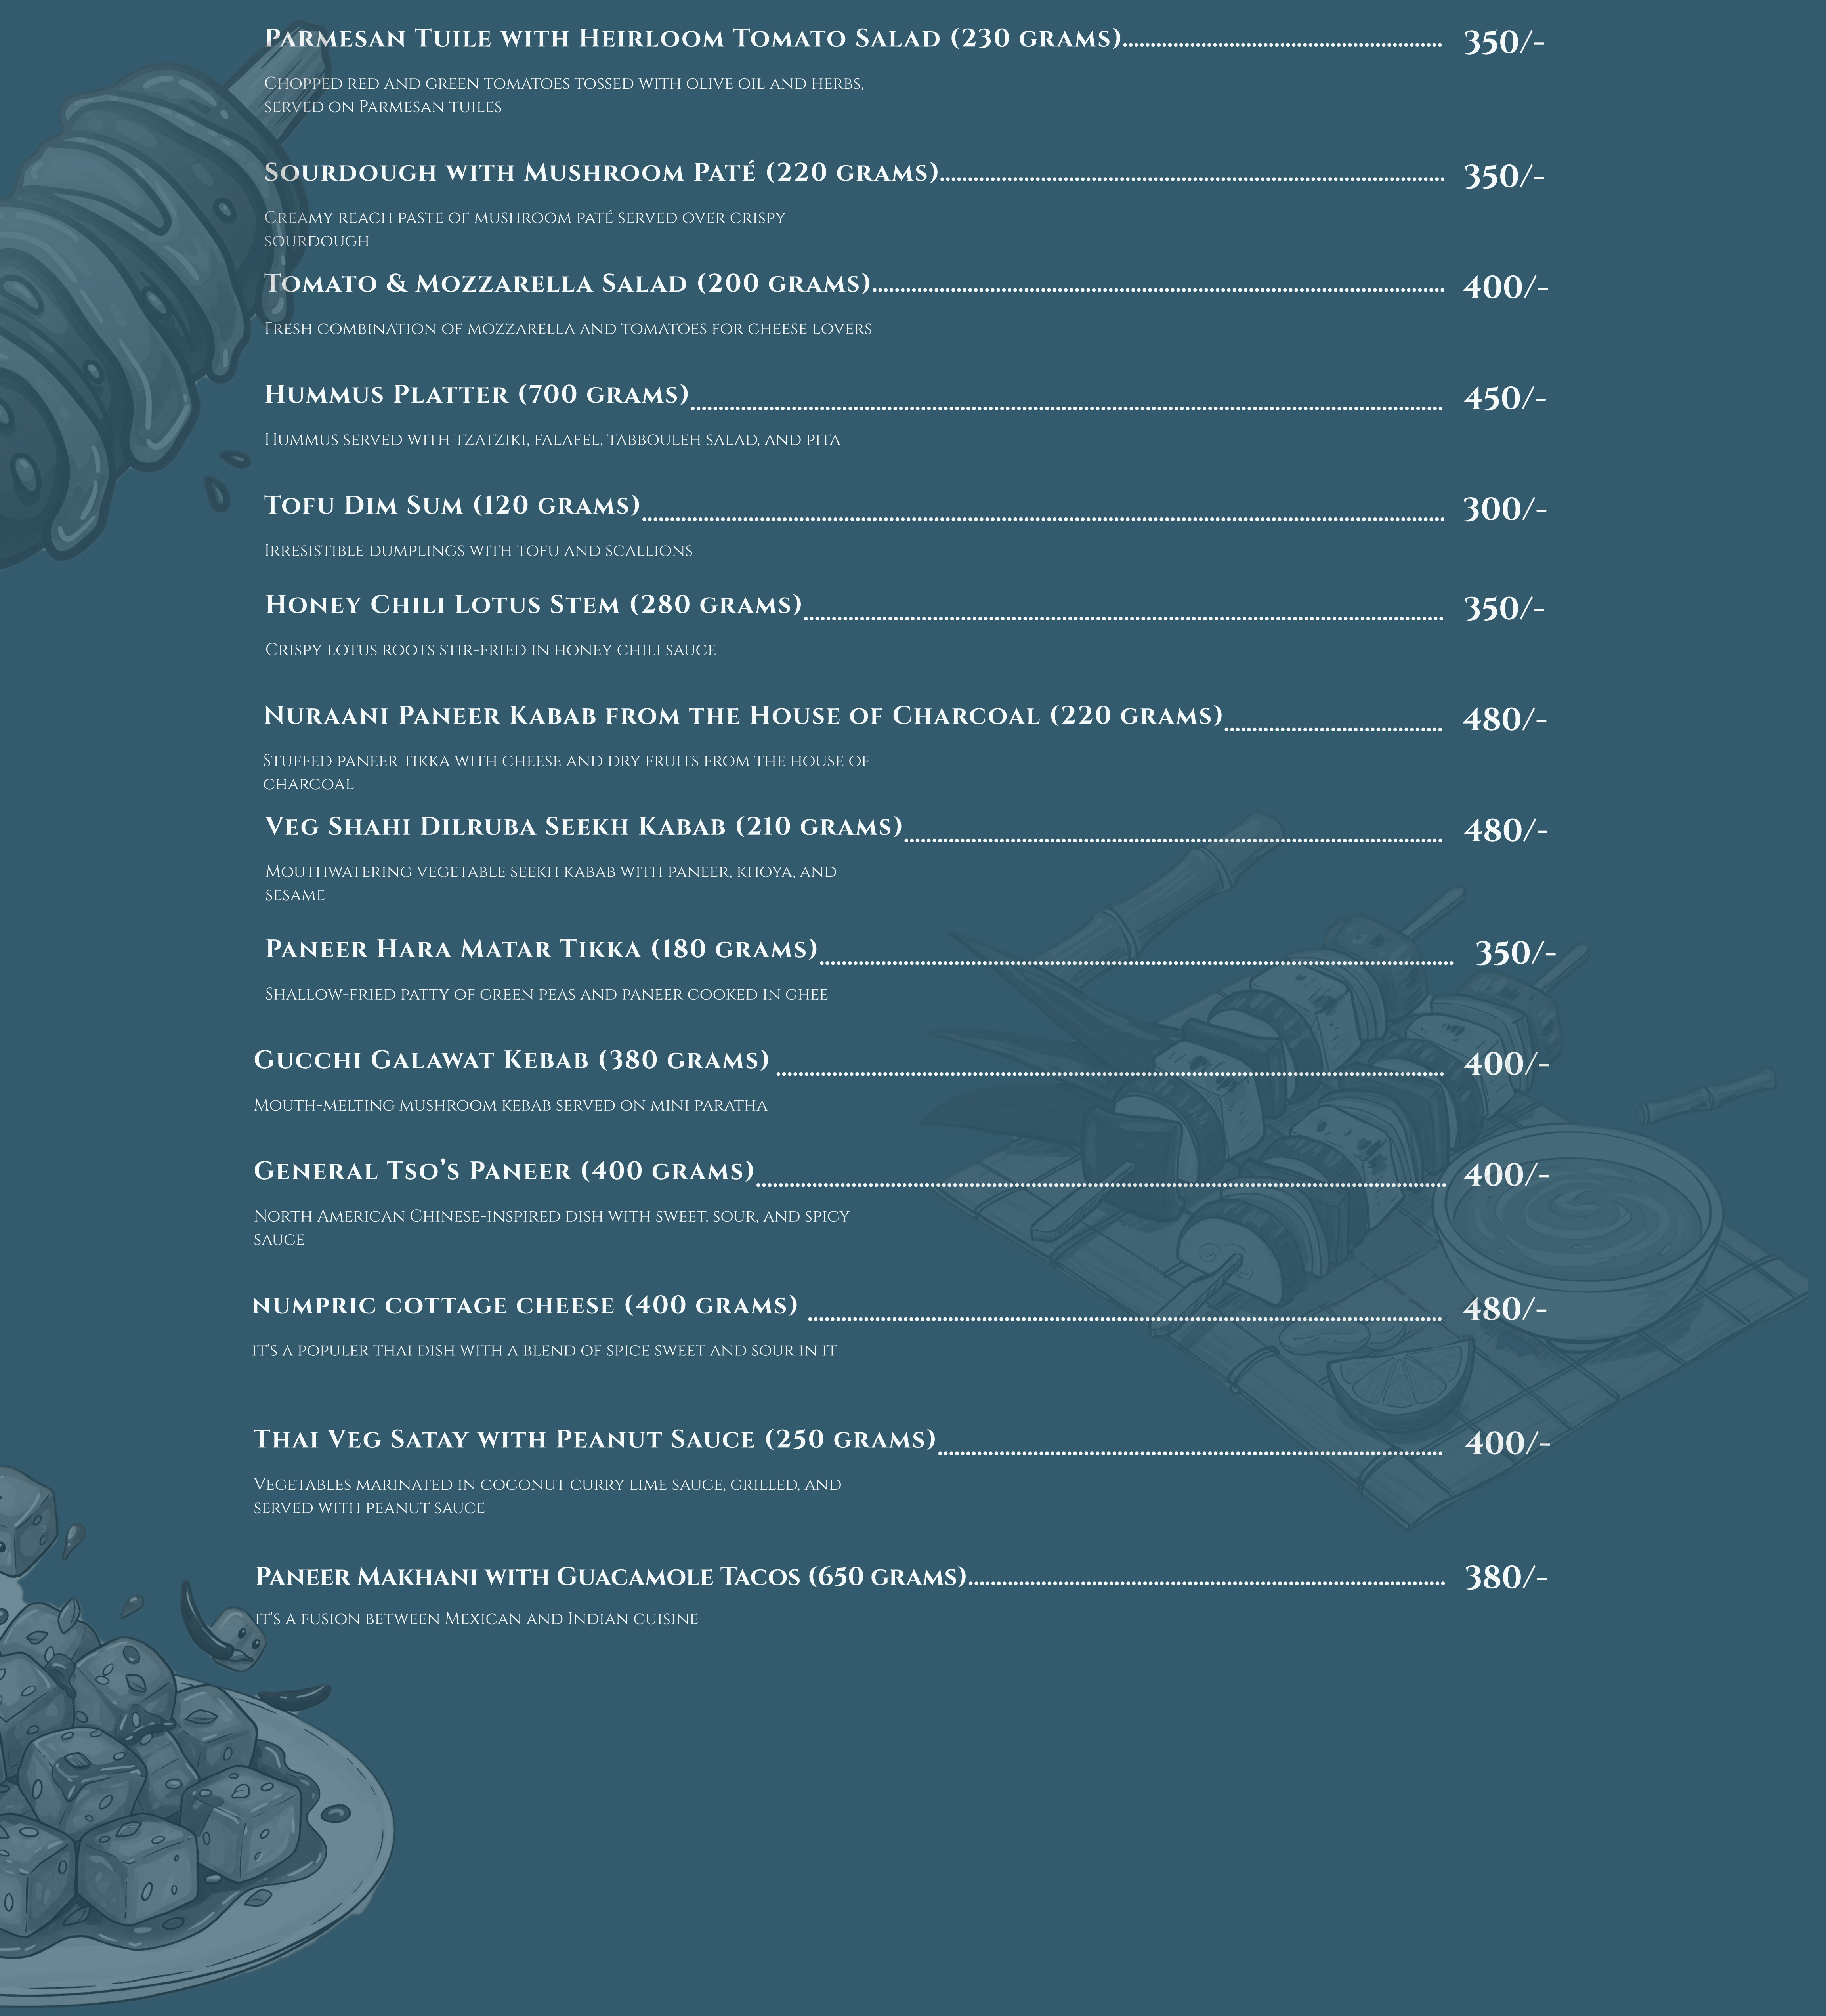 Parmesan Tuile with Heirloom Tomato Salad (230 grams)........ 350/-
Chopped red and green tomatoes tossed with olive oil and herbs,
served on Parmesan tuiles
Sourdough with Mushroom Paté (220 grams)........ 350/-
Creamy reach paste of mushroom paté served over crispy
sourdough
Tomato & Mozzarella Salad (200 grams)........ 400/-
Fresh combination of mozzarella and tomatoes for cheese lovers
Hummus Platter (700 grams)........ 450/-
Hummus served with tzatziki, falafel, tabbouleh salad, and pita
Tofu Dim Sum (120 grams)........ 300/-
Irresistible dumplings with tofu and scallions
Honey Chili Lotus Stem (280 grams)........ 350/-
Crispy lotus roots stir-fried in honey chili sauce
Nuraani Paneer Kabab from the House of Charcoal (220 grams)........ 480/-
Stuffed paneer tikka with cheese and dry fruits from the house of
charcoal
Veg Shahi Dilruba Seekh Kabab (210 grams)........ 480/-
Mouthwatering vegetable seekh kabab with paneer, khoya, and
sesame
Paneer Hara Matar Tikka (180 grams)........ 350/-
Shallow-fried patty of green peas and paneer cooked in ghee
Gucchi Galawat Kebab (380 grams)........ 400/-
Mouth-melting mushroom kebab served on mini paratha
General Tso's Paneer (400 grams)........ 400/-
North American Chinese-inspired dish with sweet, sour, and spicy
sauce
numpric cottage cheese (400 grams)........ 480/-
it's a populer thai dish with a blend of spice sweet and sour in it
Thai Veg Satay with Peanut Sauce (250 grams)........ 400/-
Vegetables marinated in coconut curry lime sauce, grilled, and
served with peanut sauce
Paneer Makhani with Guacamole Tacos (650 grams)........ 380/-
it's a fusion between Mexican and Indian cuisine